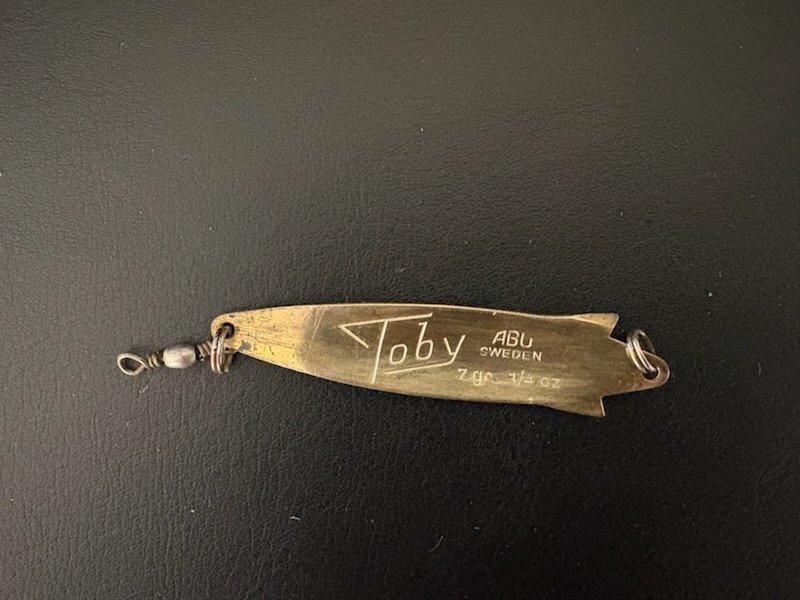 Toby
ABU
SWEDEN
7 gr. 1/4 oz